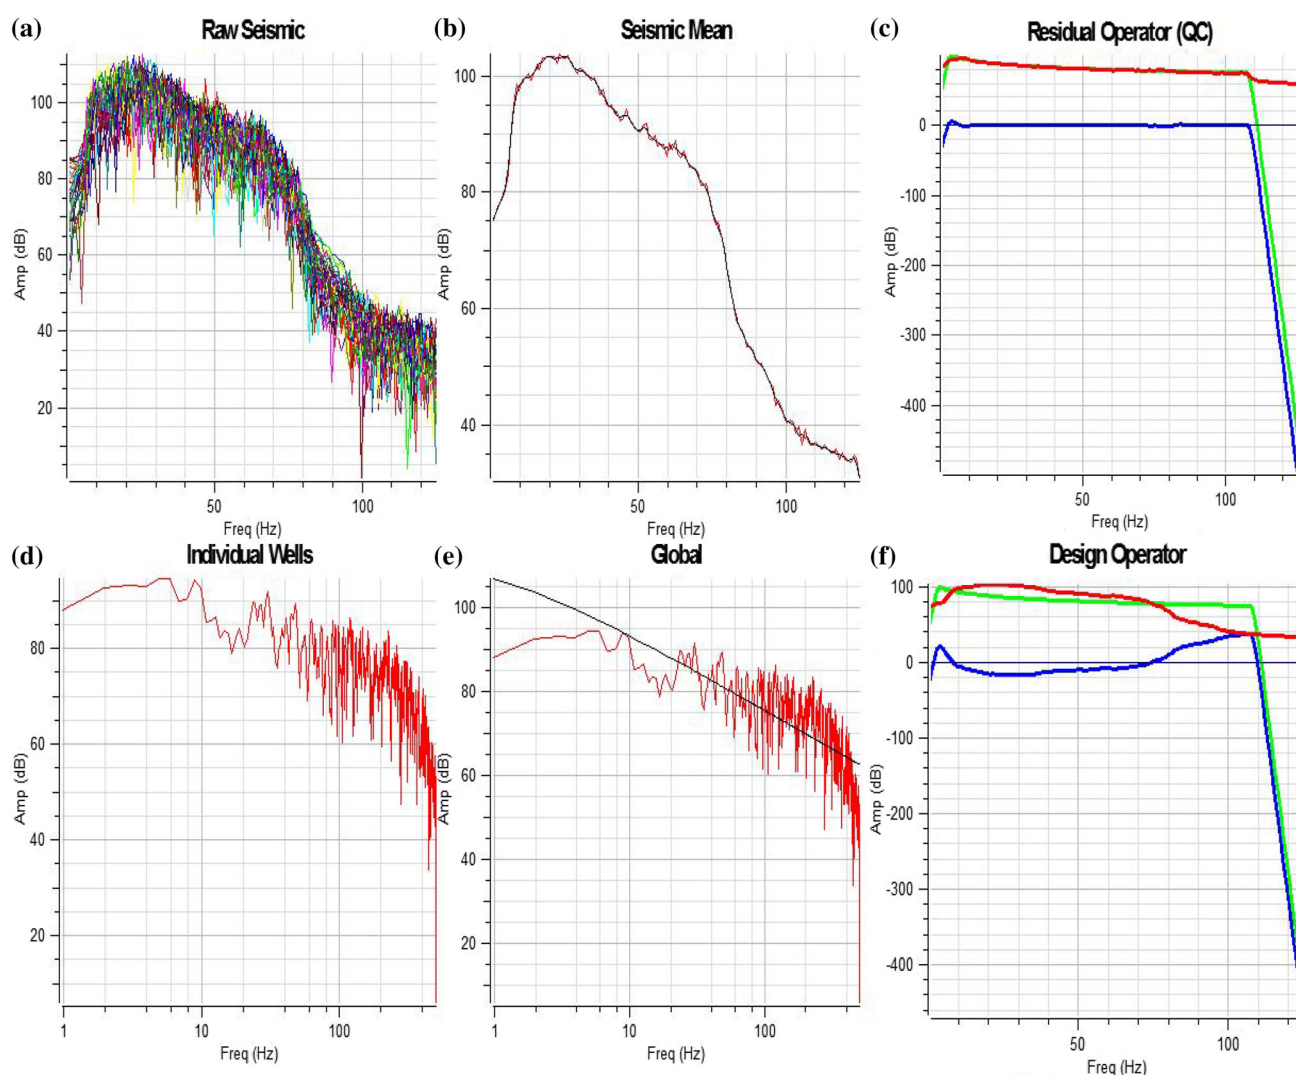 (a) Raw Seismic
100
80
60
40
20
Amp (dB)
50 100
Freq (Hz)
(b) Seismic Mean
100
80
60
40
Amp (dB)
50 100
Freq (Hz)
(c) Residual Operator (QC)
0
-100
-200
-300
-400
Amp (dB)
50 100
Freq (Hz)
(d) Individual Wells
80
60
40
20
Amp (dB)
1 10 100
Freq (Hz)
(e) Global
100
80
60
40
20
Amp (dB)
1 10 100
Freq (Hz)
(f) Design Operator
100
0
-100
-200
-300
-400
Amp (dB)
50 100
Freq (Hz)